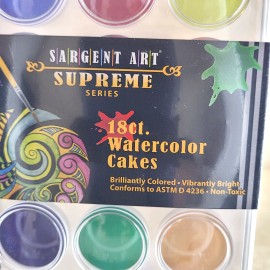 SARGENT ART
SUPREME
SERIES
18ct.
Watercolor
Cakes
Brilliantly Colored • Vibrantly Bright
Conforms to ASTM D 4236 • Non-Toxic